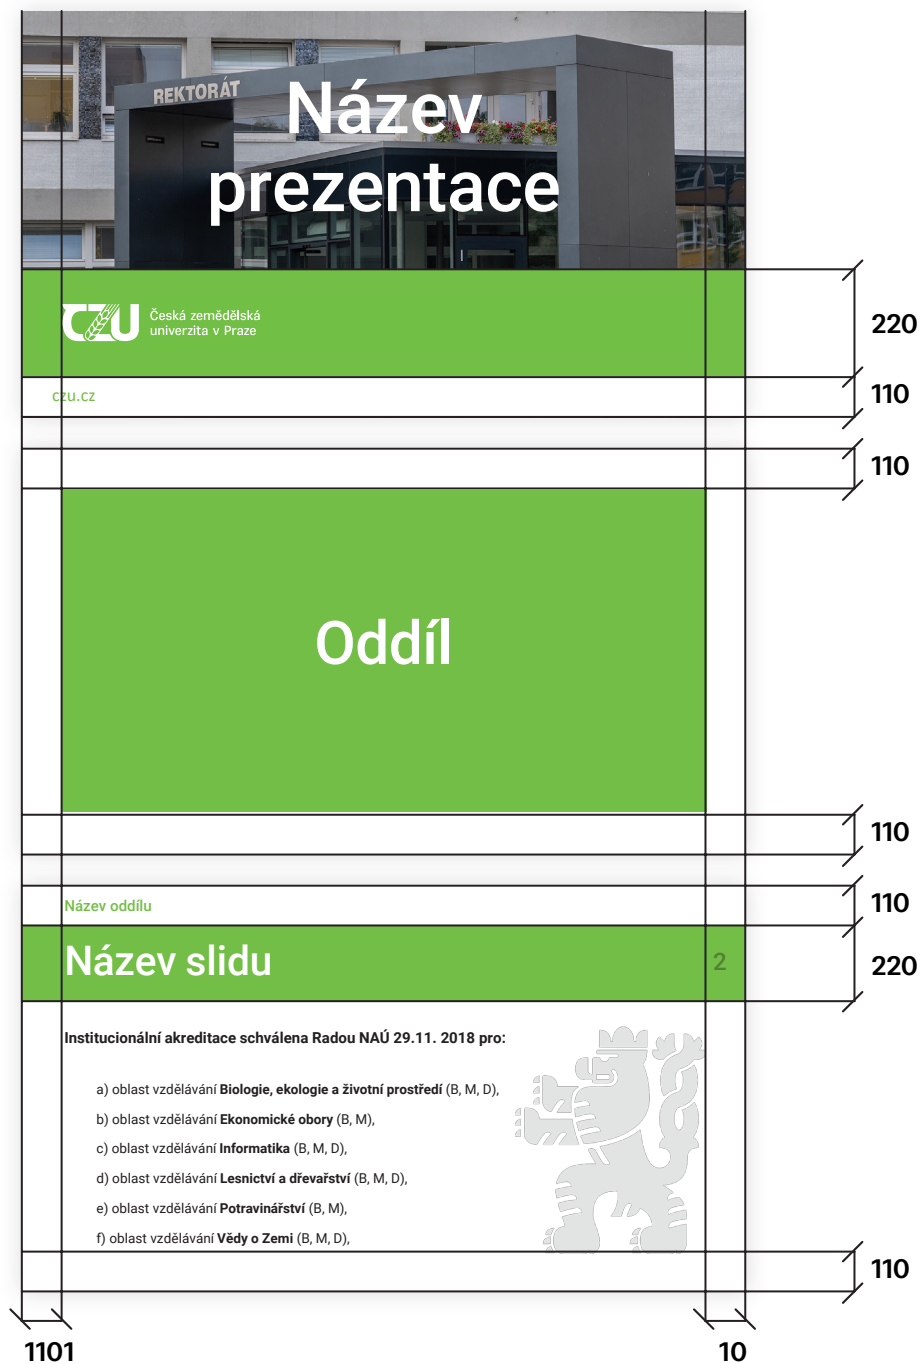 REKTORÁT
Název
prezentace
Česká zemědělská
univerzita v Praze
CZU
220
czu.cz
110
110
Oddíl
110
Název oddílu
110
Název slidu
2
220
Institucionální akreditace schválena Radou NAÚ 29.11. 2018 pro:
a) oblast vzdělávání Biologie, ekologie a životní prostředí (B, M, D),
b) oblast vzdělávání Ekonomické obory (B, M),
c) oblast vzdělávání Informatika (B, M, D),
d) oblast vzdělávání Lesnictví a dřevařství (B, M, D),
e) oblast vzdělávání Potravinářství (B, M),
f) oblast vzdělávání Vědy o Zemi (B, M, D),
110
1101
10